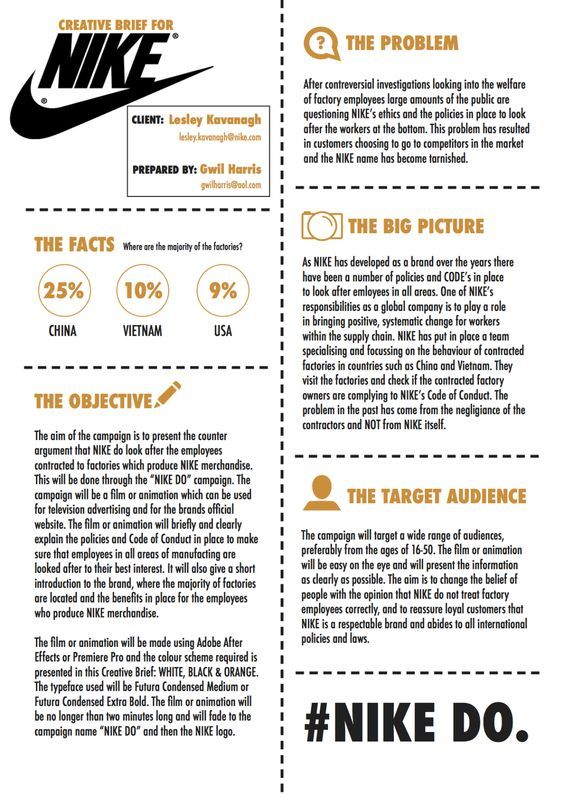 CREATIVE BRIEF FOR
NIKE®
®
CLIENT: Lesley Kavanagh
lesley.kavanagh@nike.com
PREPARED BY: Gwil Harris
gwilharris@aol.com
THE FACTS Where are the majority of the factories?
25% 10% 9%
CHINA VIETNAM USA
THE OBJECTIVE
The aim of the campaign is to present the counter
argument that NIKE do look after the employees
contracted to factories which produce NIKE merchandise.
This will be done through the “NIKE DO” campaign. The
campaign will be a film or animation which can be used
for television advertising and for the brands official
website. The film or animation will briefly and clearly
explain the policies and Code of Conduct in place to make
sure that employees in all areas of manufacting are
looked after to their best interest. It will also give a short
introduction to the brand, where the majority of factories
are located and the benefits in place for the employees
who produce NIKE merchandise.
The film or animation will be made using Adobe After
Effects or Premiere Pro and the colour scheme required is
presented in this Creative Brief: WHITE, BLACK & ORANGE.
The typeface used will be Futura Condensed Medium or
Futura Condensed Extra Bold. The film or animation will
be no longer than two minutes long and will fade to the
campaign name “NIKE DO” and then the NIKE logo.
?
THE PROBLEM
After contreversial investigations looking into the welfare
of factory employees large amounts of the public are
questioning NIKE’s ethics and the policies in place to look
after the workers at the bottom. This problem has resulted
in customers choosing to go to competitors in the market
and the NIKE name has become tarnished.
THE BIG PICTURE
As NIKE has developed as a brand over the years there
have been a number of policies and CODE’s in place
to look after emloyees in all areas. One of NIKE’s
responsibilities as a global company is to play a role
in bringing positive, systematic change for workers
within the supply chain. NIKE has put in place a team
specialising and focussing on the behaviour of contracted
factories in countries such as China and Vietnam. They
visit the factories and check if the contracted factory
owners are complying to NIKE’s Code of Conduct. The
problem in the past has come from the negligiance of the
contractors and NOT from NIKE itself.
THE TARGET AUDIENCE
The campaign will target a wide range of audiences,
preferably from the ages of 16-50. The film or animation
will be easy on the eye and will present the information
as clearly as possible. The aim is to change the belief of
people with the opinion that NIKE do not treat factory
employees correctly, and to reassure loyal customers that
NIKE is a respectable brand and abides to all international
policies and laws.
#NIKE DO.